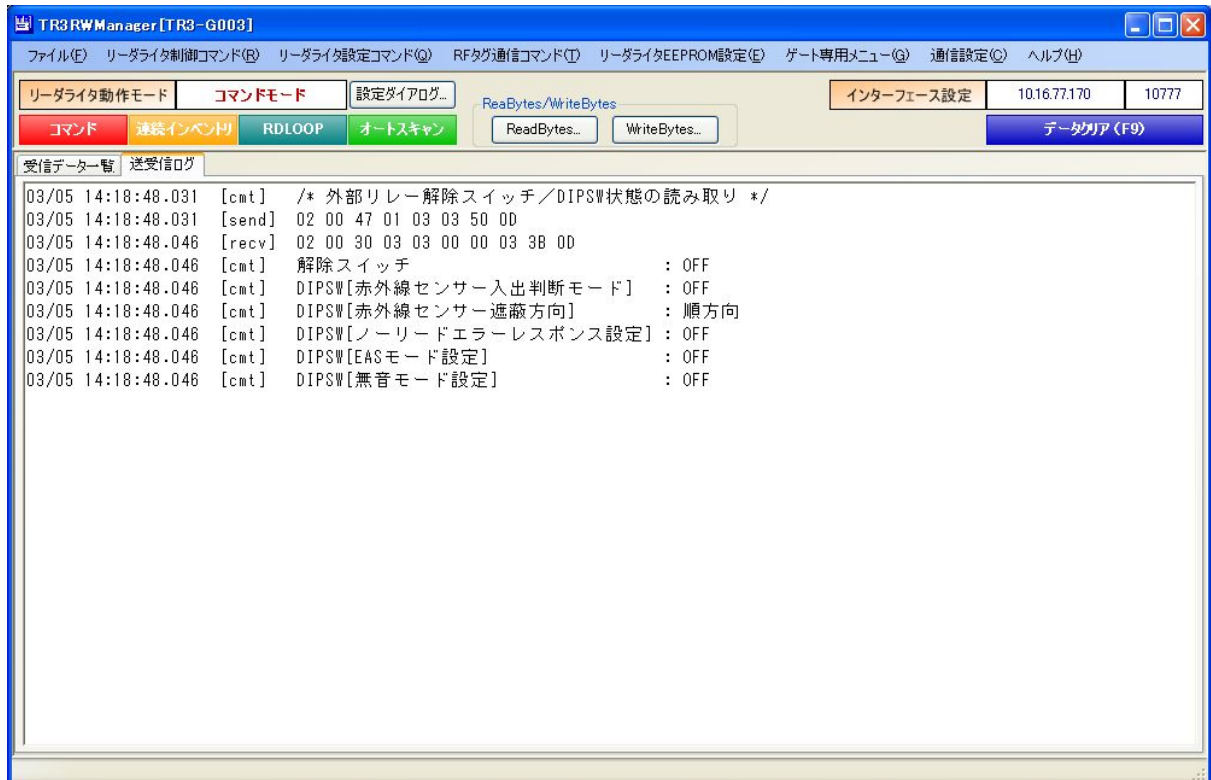 TR3RWManager[TR3-G003]
ファイル(F) リーダライタ制御コマンド(R) リーダライタ設定コマンド(Q) RFタグ通信コマンド(T) リーダライタEEPROM設定(E) ゲート専用メニュー(G) 通信設定(C) ヘルプ(H)
リーダライタ動作モード コマンドモード 設定ダイアログ... ReaBytes/WriteBytes インターフェース設定 10.16.77.170 10777
コマンド 連続インベントリ RDLOOP オートスキャン ReadBytes... WriteBytes... データクリア(F9)
受信データ一覧 送受信ログ
03/05 14:18:48.031 [cmt] /* 外部リレー解除スイッチ/DIPSW状態の読み取り */
03/05 14:18:48.031 [send] 02 00 47 01 03 03 50 0D
03/05 14:18:48.046 [recv] 02 00 30 03 03 00 00 03 3B 0D
03/05 14:18:48.046 [cmt] 解除スイッチ : OFF
03/05 14:18:48.046 [cmt] DIPSW[赤外線センサー入出判断モード] : OFF
03/05 14:18:48.046 [cmt] DIPSW[赤外線センサー遮蔽方向] : 順方向
03/05 14:18:48.046 [cmt] DIPSW[ノーリードエラーレスポンス設定] : OFF
03/05 14:18:48.046 [cmt] DIPSW[EASモード設定] : OFF
03/05 14:18:48.046 [cmt] DIPSW[無音モード設定] : OFF